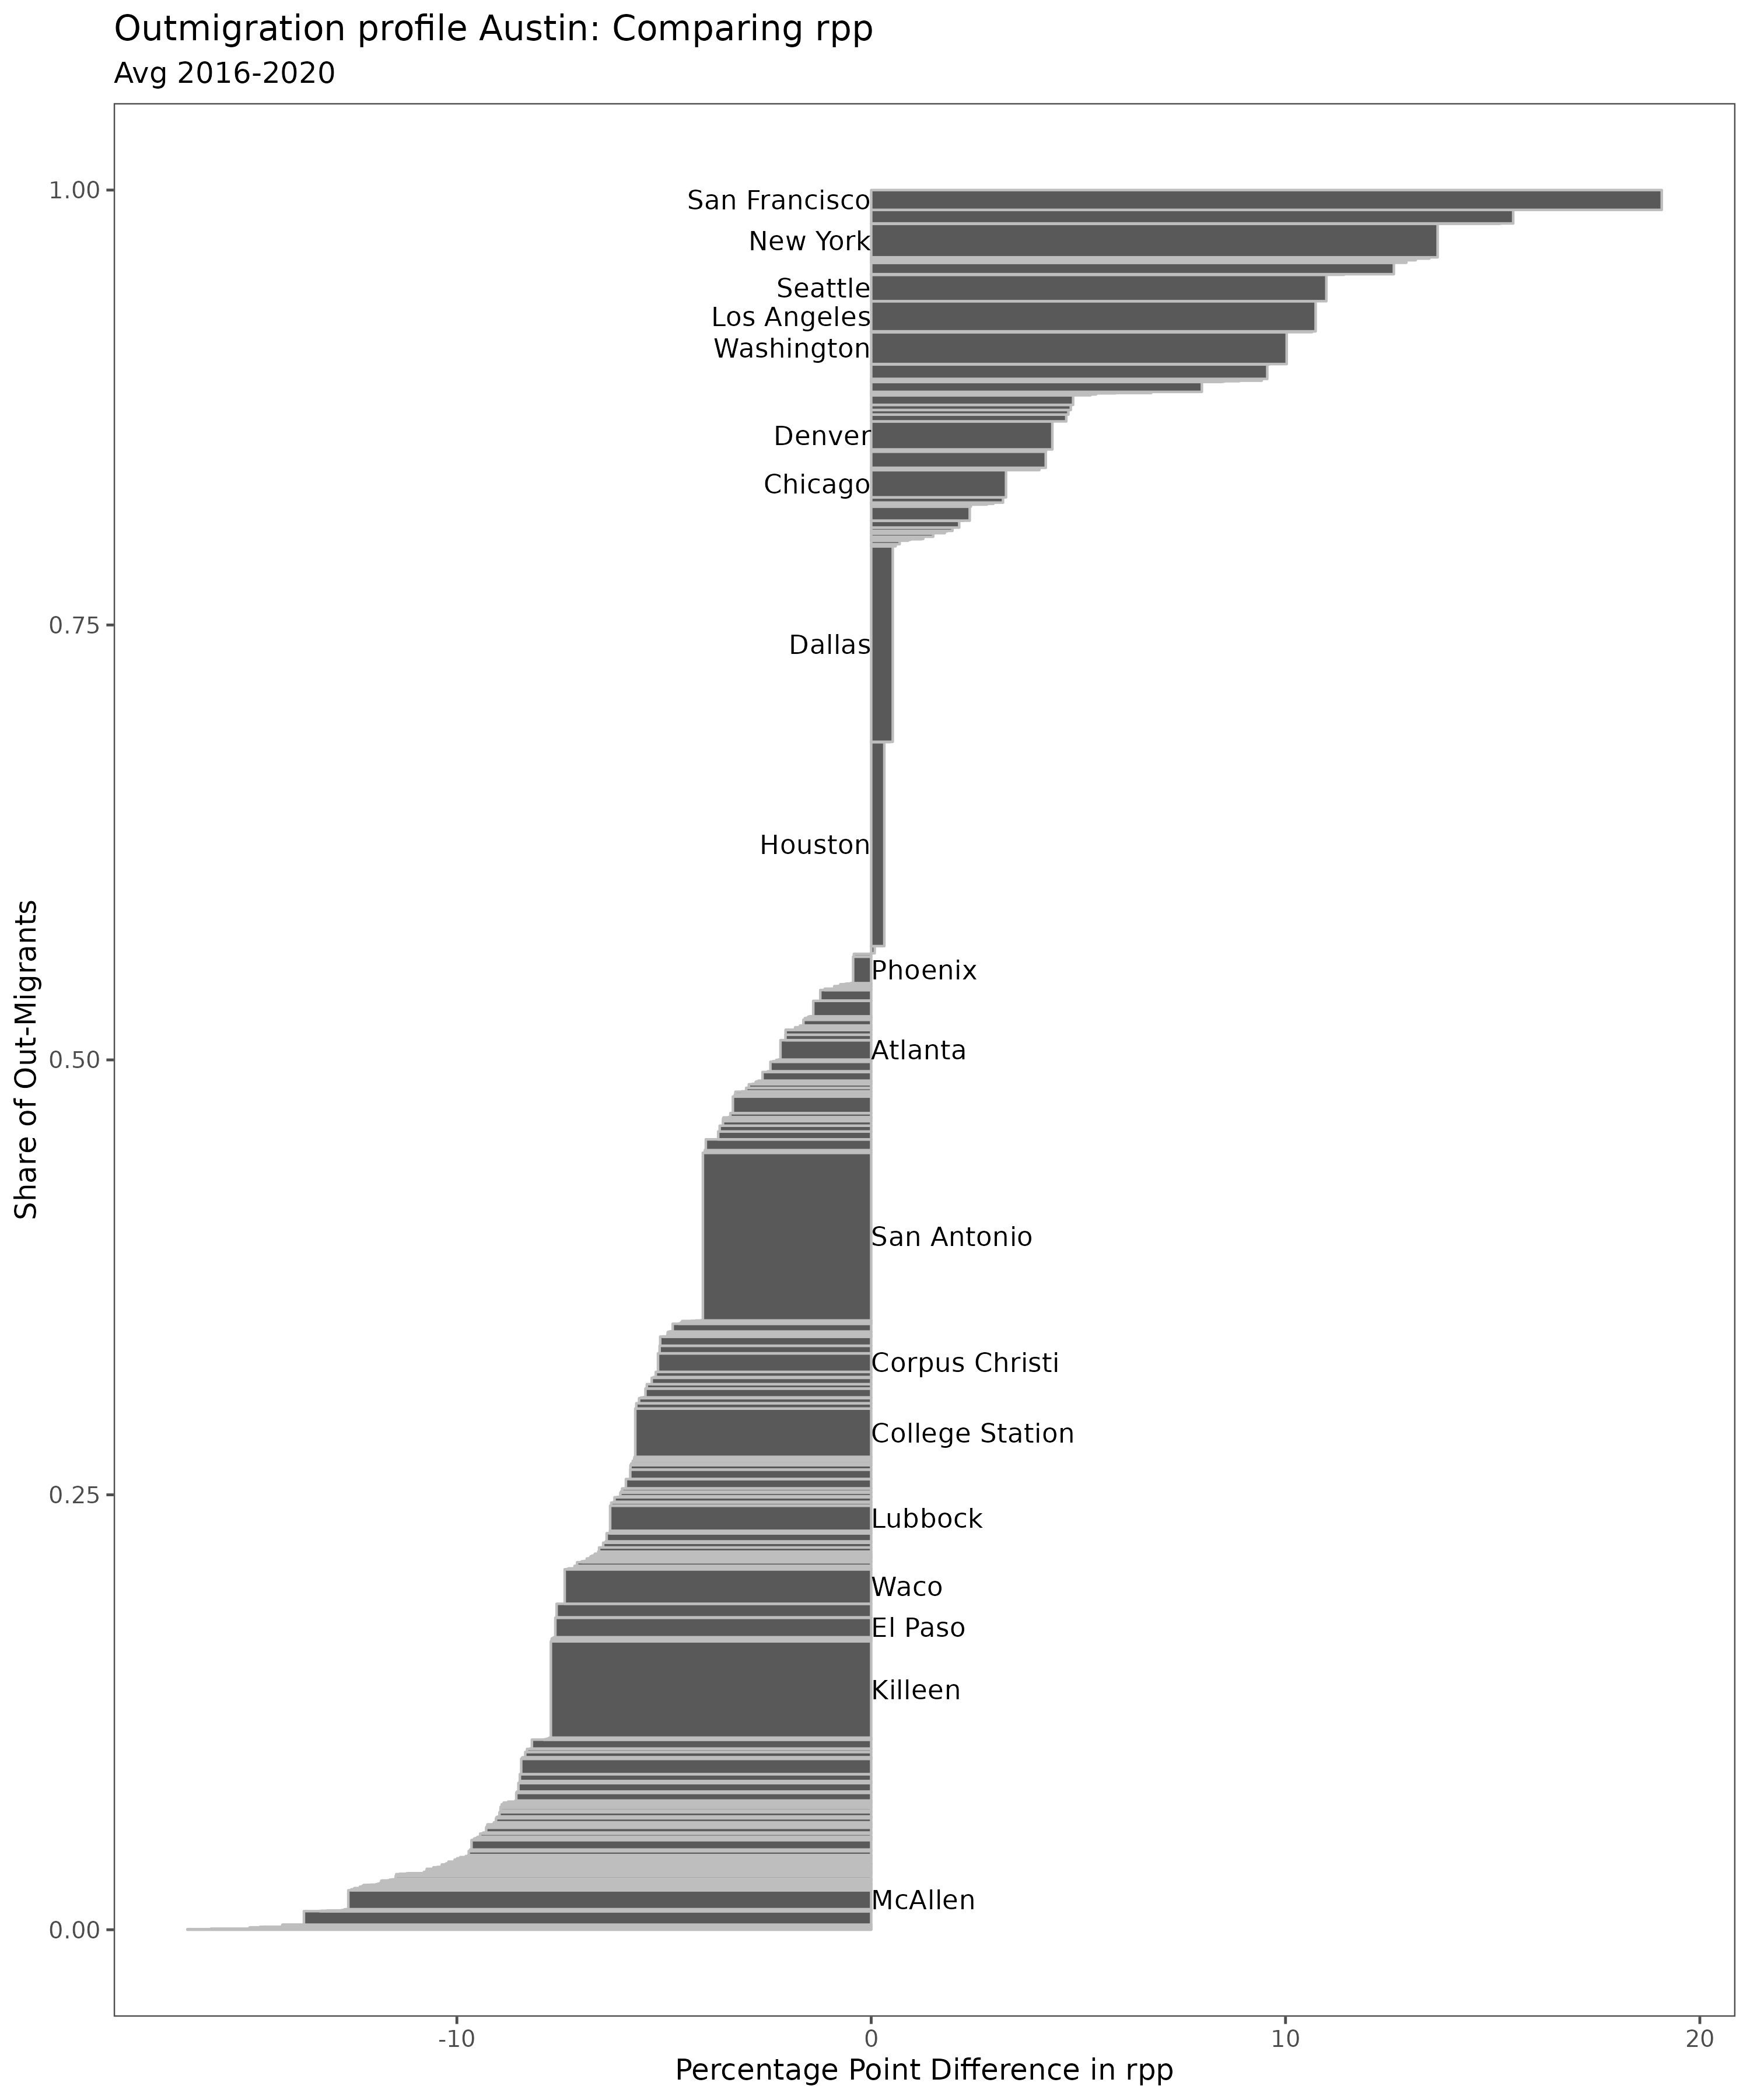 Outmigration profile Austin: Comparing rpp
Avg 2016-2020
1.00
San Francisco
New York
Seattle
Los Angeles
Washington
Denver
Chicago
0.75
Dallas
Houston
Phoenix
Atlanta
0.50
San Antonio
Corpus Christi
College Station
0.25
Lubbock
Waco
El Paso
Killeen
McAllen
0.00
Share of Out-Migrants
-10
0
10
20
Percentage Point Difference in rpp